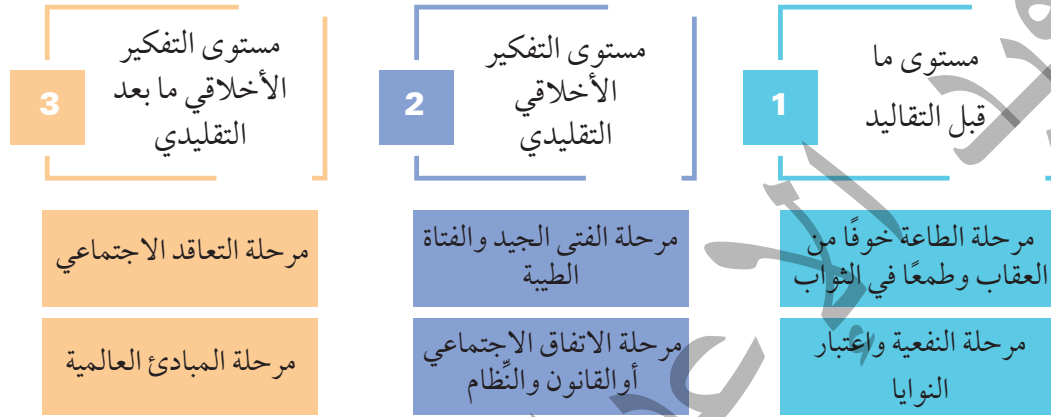 مستوى ما
قبل التقاليد
1
مستوى التفكير
الأخلاقي
التقليدي
2
مستوى التفكير
الأخلاقي ما بعد
التقليدي
3
مرحلة الطاعة خوفًا من
العقاب وطمعًا في الثواب
مرحلة الفتى الجيد والفتاة
الطيبة
مرحلة التعاقد الاجتماعي
مرحلة النفعية واعتبار
النوايا
مرحلة الاتفاق الاجتماعي
أوالقانون والنِّظام
مرحلة المبادئ العالمية